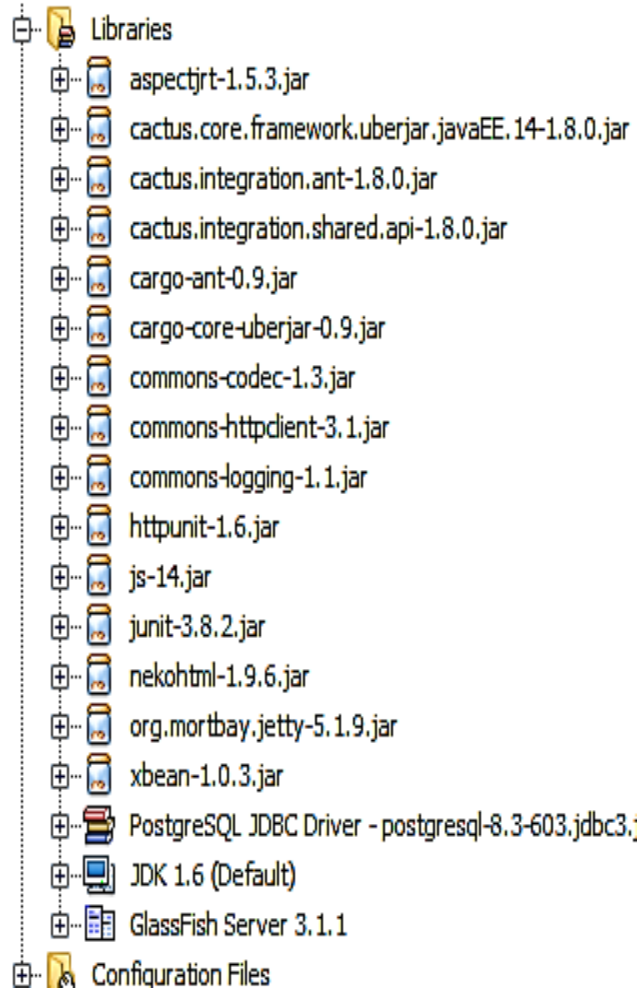 Libraries
aspectjrt-1.5.3.jar
cactus.core.framework.uberjar.javaEE.14-1.8.0.jar
cactus.integration.ant-1.8.0.jar
cactus.integration.shared.api-1.8.0.jar
cargo-ant-0.9.jar
cargo-core-uberjar-0.9.jar
commons-codec-1.3.jar
commons-httpclient-3.1.jar
commons-logging-1.1.jar
httpunit-1.6.jar
js-14.jar
junit-3.8.2.jar
nekohtml-1.9.6.jar
org.mortbay.jetty-5.1.9.jar
xbean-1.0.3.jar
PostgreSQL JDBC Driver - postgresql-8.3-603.jdbc3.j
JDK 1.6 (Default)
GlassFish Server 3.1.1
Configuration Files